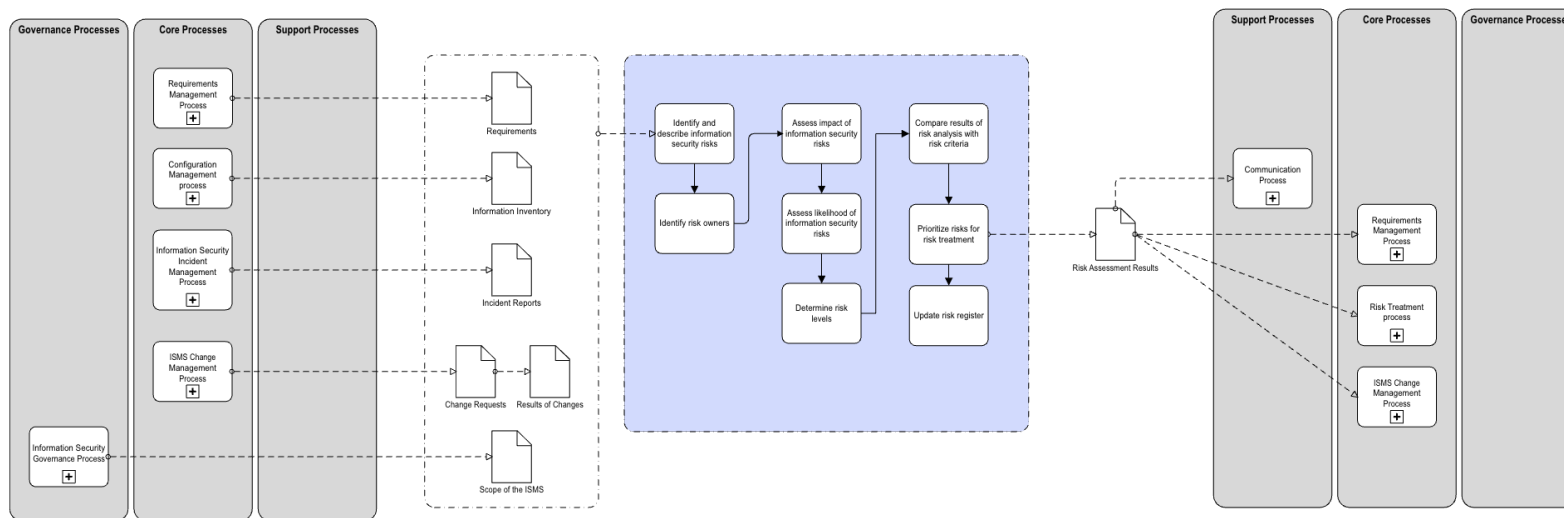 Governance Processes
Core Processes
Support Processes
Requirements
Management
Process
Configuration
Management
process
Information Security
Incident
Management
Process
ISMS Change
Management
Process
Information Security
Governance Process
Requirements
Information Inventory
Incident Reports
Change Requests
Results of Changes
Scope of the ISMS
Identify and
describe information
security risks
Identify risk owners
Assess impact of
information security
risks
Assess likelihood of
information security
risks
Determine risk
levels
Compare results of
risk analysis with
risk criteria
Prioritize risks for
risk treatment
Update risk register
Risk Assessment Results
Support Processes
Core Processes
Governance Processe
Communication
Process
Requirements
Management
Process
Risk Treatment
process
ISMS Change
Management
Process